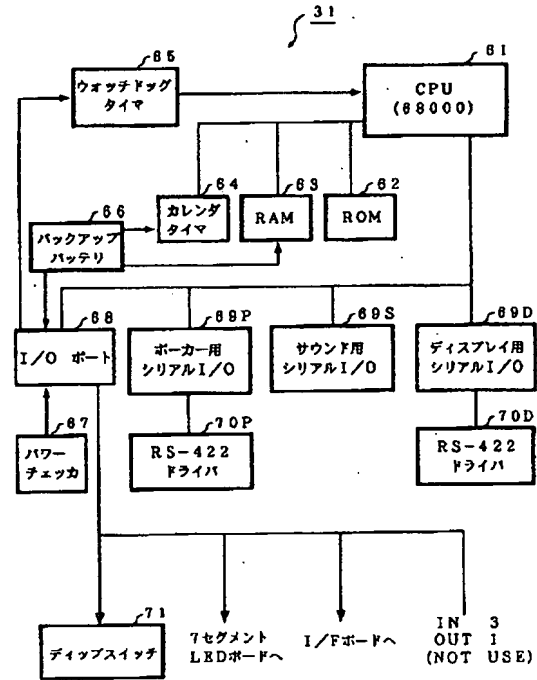 31
65
ウォッチドッグ
タイマ
61
CPU
(68000)
64
カレンダ
タイマ
63
RAM
62
ROM
66
バックアップ
バッテリ
68
I/O ポート
69P
ポーカー用
シリアルI/O
69S
サウンド用
シリアルI/O
69D
ディスプレイ用
シリアルI/O
67
パワー
チェッカ
70P
RS-422
ドライバ
70D
RS-422
ドライバ
71
ディップスイッチ
7セグメント
LEDボードへ
I/Fボードへ
IN 3
OUT 1
(NOT USE)